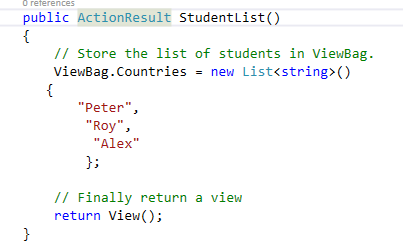 0 references
public ActionResult StudentList()
{
// Store the list of students in ViewBag.
ViewBag.Countries = new List<string>()
{
"Peter",
"Roy",
"Alex"
};
// Finally return a view
return View();
}